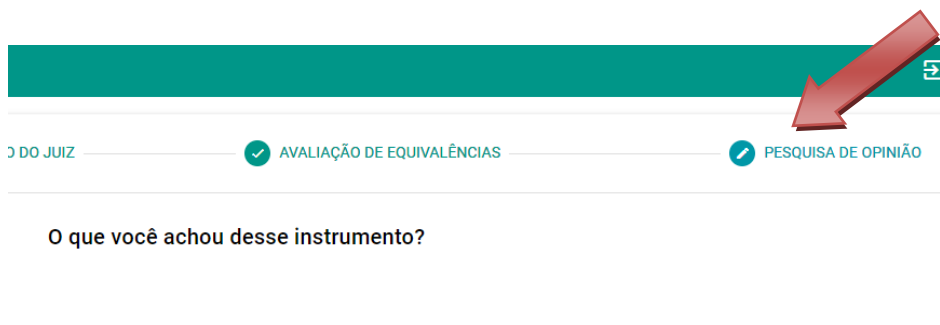 O DO JUIZ AVALIAÇÃO DE EQUIVALÊNCIAS PESQUISA DE OPINIÃO
O que você achou desse instrumento?